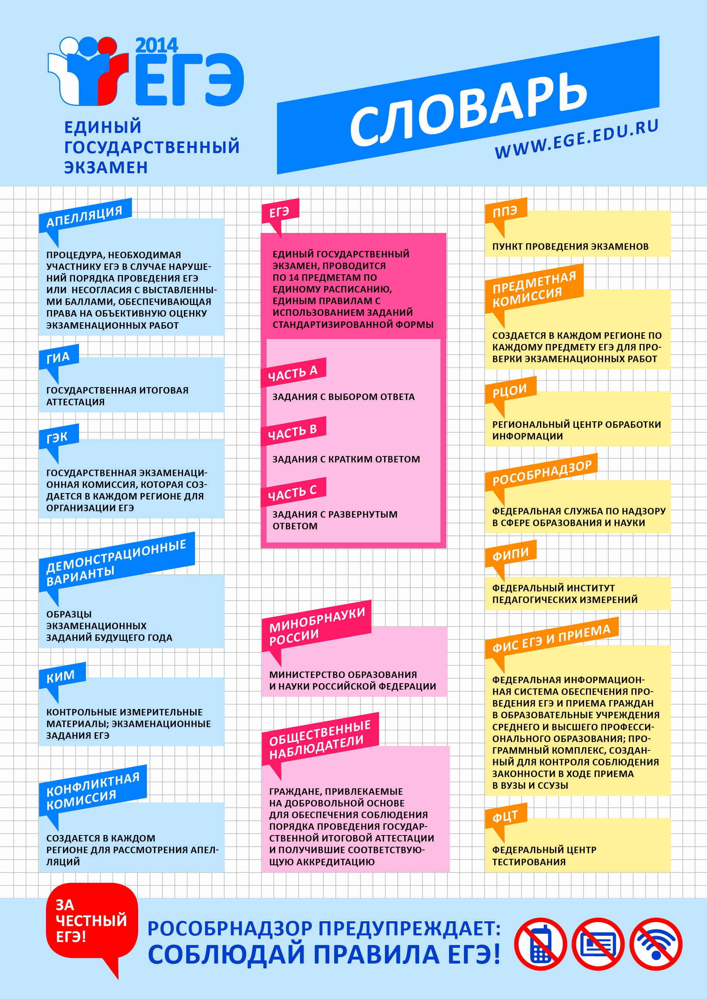 2014
ЕГЭ
ЕДИНЫЙ
ГОСУДАРСТВЕННЫЙ
ЭКЗАМЕН
СЛОВАРЬ
WWW.EGE.EDU.RU
АПЕЛЛЯЦИЯ
ПРОЦЕДУРА, НЕОБХОДИМАЯ
УЧАСТНИКУ ЕГЭ В СЛУЧАЕ НАРУШЕ-
НИЙ ПОРЯДКА ПРОВЕДЕНИЯ ЕГЭ
ИЛИ НЕСОГЛАСИЯ С ВЫСТАВЛЕННЫ-
МИ БАЛЛАМИ, ОБЕСПЕЧИВАЮЩАЯ
ПРАВА НА ОБЪЕКТИВНУЮ ОЦЕНКУ
ЭКЗАМЕНАЦИОННЫХ РАБОТ
ГИА
ГОСУДАРСТВЕННАЯ ИТОГОВАЯ
АТТЕСТАЦИЯ
ГЭК
ГОСУДАРСТВЕННАЯ ЭКЗАМЕНАЦИ-
ОННАЯ КОМИССИЯ, КОТОРАЯ СОЗ-
ДАЕТСЯ В КАЖДОМ РЕГИОНЕ ДЛЯ
ОРГАНИЗАЦИИ ЕГЭ
ДЕМОНСТРАЦИОННЫЕ
ВАРИАНТЫ
ОБРАЗЦЫ
ЭКЗАМЕНАЦИОННЫХ
ЗАДАНИЙ БУДУЩЕГО ГОДА
КИМ
КОНТРОЛЬНЫЕ ИЗМЕРИТЕЛЬНЫЕ
МАТЕРИАЛЫ; ЭКЗАМЕНАЦИОННЫЕ
ЗАДАНИЯ ЕГЭ
КОНФЛИКТНАЯ
КОМИССИЯ
СОЗДАЕТСЯ В КАЖДОМ
РЕГИОНЕ ДЛЯ РАССМОТРЕНИЯ АПЕЛ-
ЛЯЦИЙ
ЕГЭ
ЕДИНЫЙ ГОСУДАРСТВЕННЫЙ
ЭКЗАМЕН, ПРОВОДИТСЯ
ПО 14 ПРЕДМЕТАМ ПО
ЕДИНОМУ РАСПИСАНИЮ,
ЕДИНЫМ ПРАВИЛАМ С
ИСПОЛЬЗОВАНИЕМ ЗАДАНИЙ
СТАНДАРТИЗИРОВАННОЙ ФОРМЫ
ЧАСТЬ А
ЗАДАНИЯ С ВЫБОРОМ ОТВЕТА
ЧАСТЬ В
ЗАДАНИЯ С КРАТКИМ ОТВЕТОМ
ЧАСТЬ С
ЗАДАНИЯ С РАЗВЕРНУТЫМ
ОТВЕТОМ
МИНОБРНАУКИ
РОССИИ
МИНИСТЕРСТВО ОБРАЗОВАНИЯ
И НАУКИ РОССИЙСКОЙ ФЕДЕРАЦИИ
ОБЩЕСТВЕННЫЕ
НАБЛЮДАТЕЛИ
ГРАЖДАНЕ, ПРИВЛЕКАЕМЫЕ
НА ДОБРОВОЛЬНОЙ ОСНОВЕ
ДЛЯ ОБЕСПЕЧЕНИЯ СОБЛЮДЕНИЯ
ПОРЯДКА ПРОВЕДЕНИЯ ГОСУДАР-
СТВЕННОЙ ИТОГОВОЙ АТТЕСТАЦИИ
И ПОЛУЧИВШИЕ СООТВЕТСТВУЮ-
ЩУЮ АККРЕДИТАЦИЮ
ППЭ
ПУНКТ ПРОВЕДЕНИЯ ЭКЗАМЕНОВ
ПРЕДМЕТНАЯ
КОМИССИЯ
СОЗДАЕТСЯ В КАЖДОМ РЕГИОНЕ ПО
КАЖДОМУ ПРЕДМЕТУ ЕГЭ ДЛЯ ПРО-
ВЕРКИ ЭКЗАМЕНАЦИОННЫХ РАБОТ
РЦОИ
РЕГИОНАЛЬНЫЙ ЦЕНТР ОБРАБОТКИ
ИНФОРМАЦИИ
РОСОБРНАДЗОР
ФЕДЕРАЛЬНАЯ СЛУЖБА ПО НАДЗОРУ
В СФЕРЕ ОБРАЗОВАНИЯ И НАУКИ
ФИПИ
ФЕДЕРАЛЬНЫЙ ИНСТИТУТ
ПЕДАГОГИЧЕСКИХ ИЗМЕРЕНИЙ
ФИС ЕГЭ И ПРИЕМА
ФЕДЕРАЛЬНАЯ ИНФОРМАЦИОН-
НАЯ СИСТЕМА ОБЕСПЕЧЕНИЯ ПРО-
ВЕДЕНИЯ ЕГЭ И ПРИЕМА ГРАЖДАН
В ОБРАЗОВАТЕЛЬНЫЕ УЧРЕЖДЕНИЯ
СРЕДНЕГО И ВЫСШЕГО ПРОФЕССИ-
ОНАЛЬНОГО ОБРАЗОВАНИЯ; ПРО-
ГРАММНЫЙ КОМПЛЕКС, СОЗДАН-
НЫЙ ДЛЯ КОНТРОЛЯ СОБЛЮДЕНИЯ
ЗАКОННОСТИ В ХОДЕ ПРИЕМА
В ВУЗЫ И ССУЗЫ
ФЦТ
ФЕДЕРАЛЬНЫЙ ЦЕНТР
ТЕСТИРОВАНИЯ
ЗА
ЧЕСТНЫЙ
ЕГЭ!
РОСОБРНАДЗОР ПРЕДУПРЕЖДАЕТ:
СОБЛЮДАЙ ПРАВИЛА ЕГЭ!